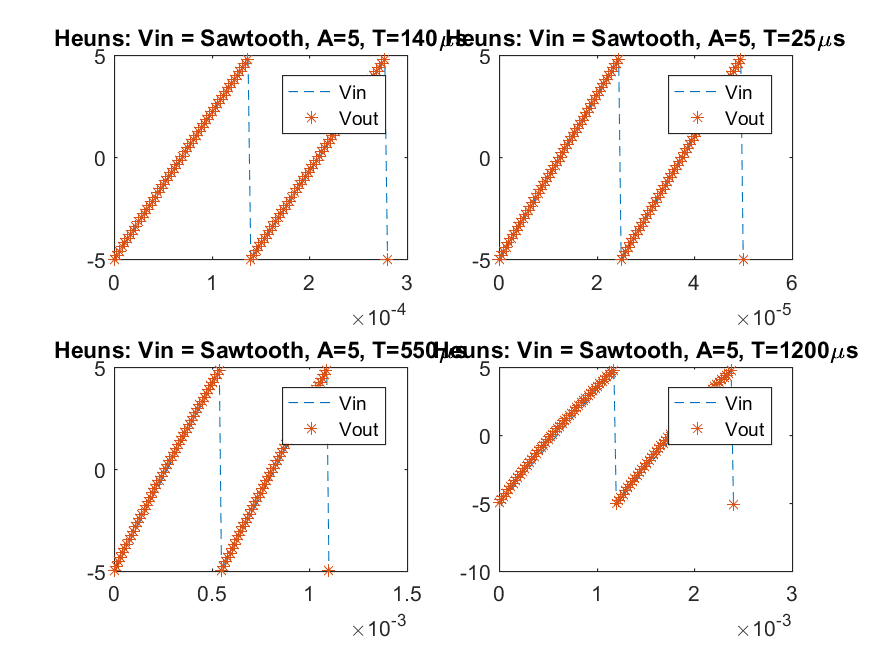 Heuns: Vin = Sawtooth, A=5, T=140μs
Heuns: Vin = Sawtooth, A=5, T=25μs
5
0
-5
0
1
2
3
×10-4
Vin
Vout
5
0
-5
0
2
4
6
×10-5
Vin
Vout
Heuns: Vin = Sawtooth, A=5, T=550μs
Heuns: Vin = Sawtooth, A=5, T=1200μs
5
0
-5
0
0.5
1
1.5
×10-3
Vin
Vout
5
0
-5
-10
0
1
2
3
×10-3
Vin
Vout